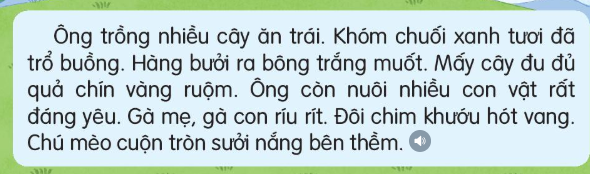 Ông trồng nhiều cây ăn trái. Khóm chuối xanh tươi đã
trổ buồng. Hàng bưởi ra bông trắng muốt. Mấy cây đu đủ
quả chín vàng ruộm. Ông còn nuôi nhiều con vật rất
đáng yêu. Gà mẹ, gà con ríu rít. Đôi chim khướu hót vang.
Chú mèo cuộn tròn sưởi nắng bên thềm.